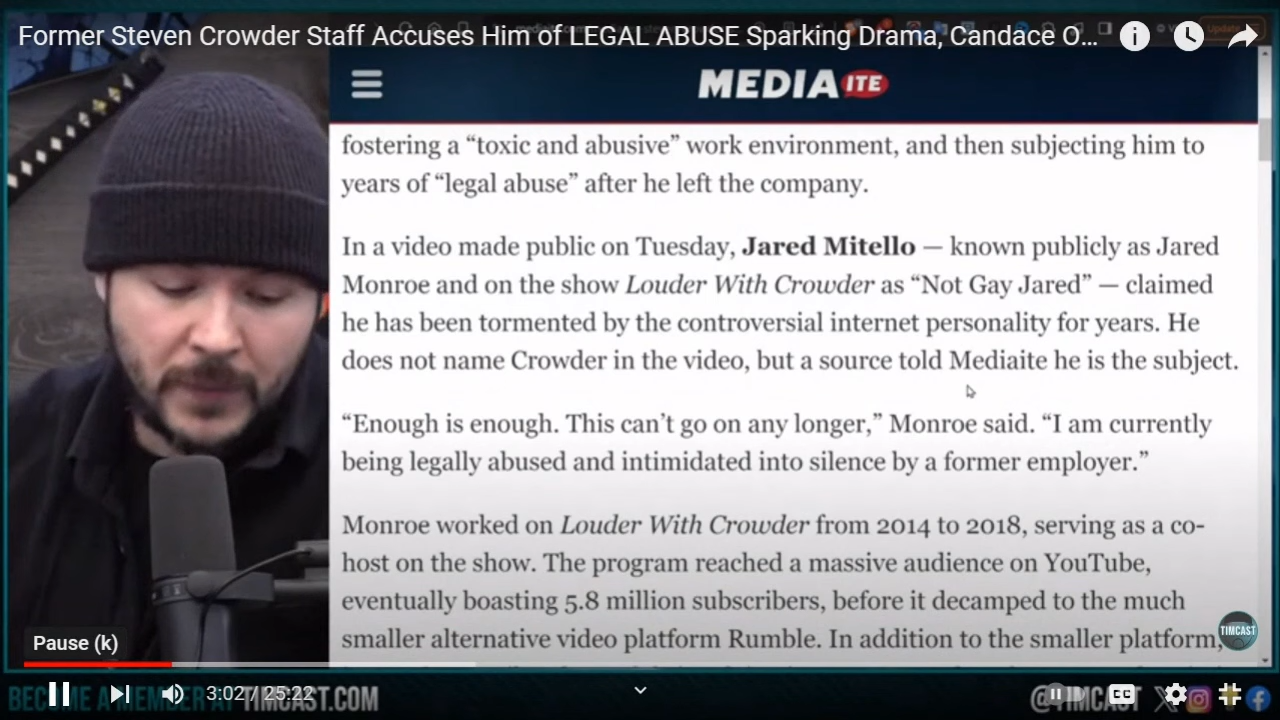 Former Steven Crowder Staff Accuses Him of LEGAL ABUSE Sparking Drama, Candace O...
MEDIAITE
fostering a “toxic and abusive” work environment, and then subjecting him to
years of “legal abuse” after he left the company.
In a video made public on Tuesday, Jared Mitello — known publicly as Jared
Monroe and on the show Louder With Crowder as “Not Gay Jared” — claimed
he has been tormented by the controversial internet personality for years. He
does not name Crowder in the video, but a source told Mediaite he is the subject.
“Enough is enough. This can’t go on any longer,” Monroe said. “I am currently
being legally abused and intimidated into silence by a former employer.”
Monroe worked on Louder With Crowder from 2014 to 2018, serving as a co-
host on the show. The program reached a massive audience on YouTube,
eventually boasting 5.8 million subscribers, before it decamped to the much
smaller alternative video platform Rumble. In addition to the smaller platform,
TIMCAST
Pause (k)
3:02 / 25:22
CC
BECOME A MEMBER AT TIMCAST.COM
@TIMCAST